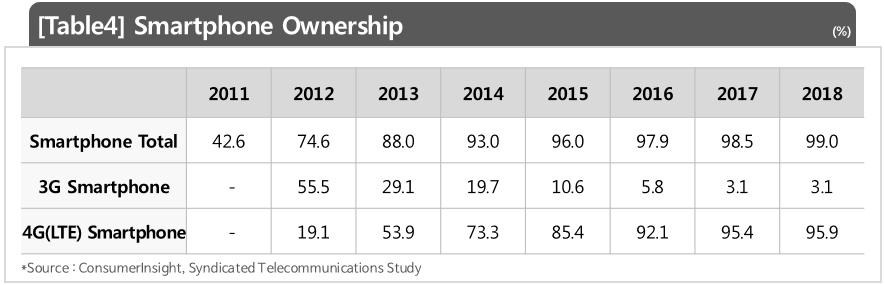 [Table4] Smartphone Ownership (%)
2011 2012 2013 2014 2015 2016 2017 2018
Smartphone Total 42.6 74.6 88.0 93.0 96.0 97.9 98.5 99.0
3G Smartphone - 55.5 29.1 19.7 10.6 5.8 3.1 3.1
4G(LTE) Smartphone - 19.1 53.9 73.3 85.4 92.1 95.4 95.9
*Source : ConsumerInsight, Syndicated Telecommunications Study